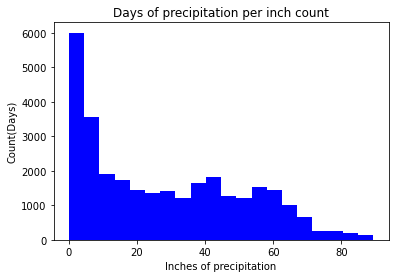 Days of precipitation per inch count
Count(Days)
6000
5000
4000
3000
2000
1000
0
0 20 40 60 80
Inches of precipitation